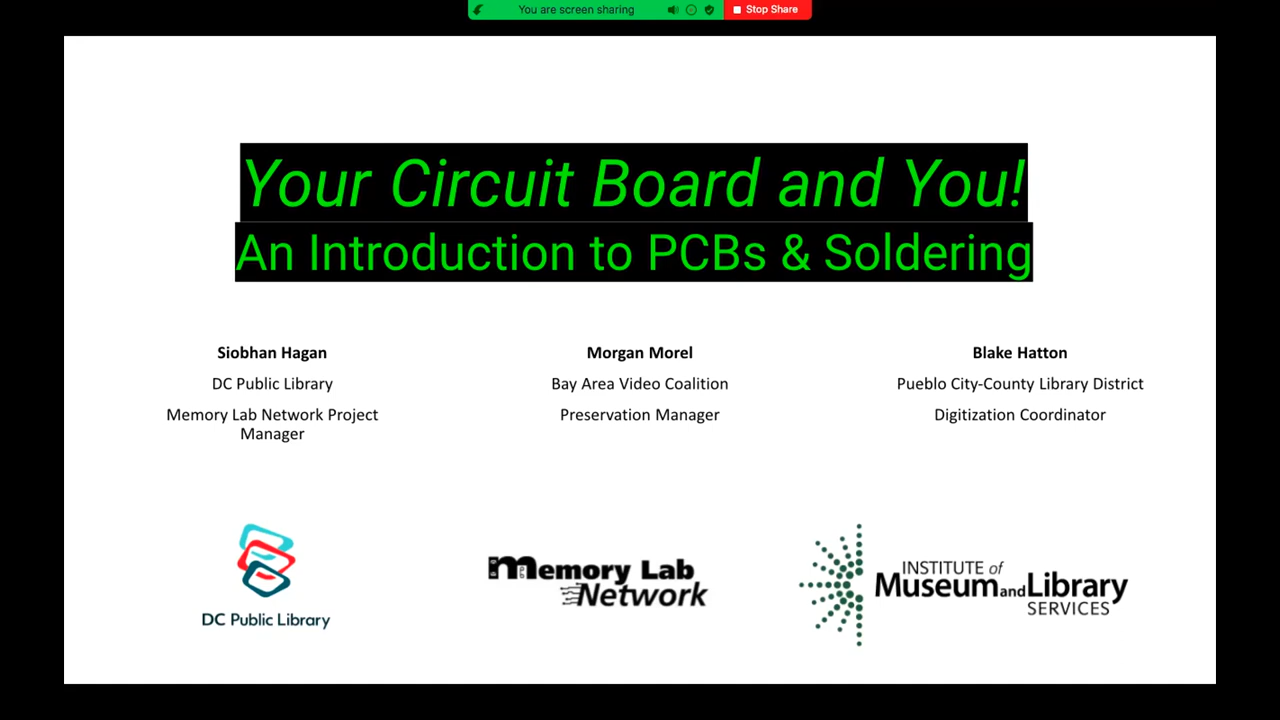 You are screen sharing
Stop Share
Your Circuit Board and You!
An Introduction to PCBs & Soldering
Siobhan Hagan
DC Public Library
Memory Lab Network Project
Manager
Morgan Morel
Bay Area Video Coalition
Preservation Manager
Blake Hatton
Pueblo City-County Library District
Digitization Coordinator
DC Public Library
Memory Lab
Network
INSTITUTE of
Museum and Library
SERVICES